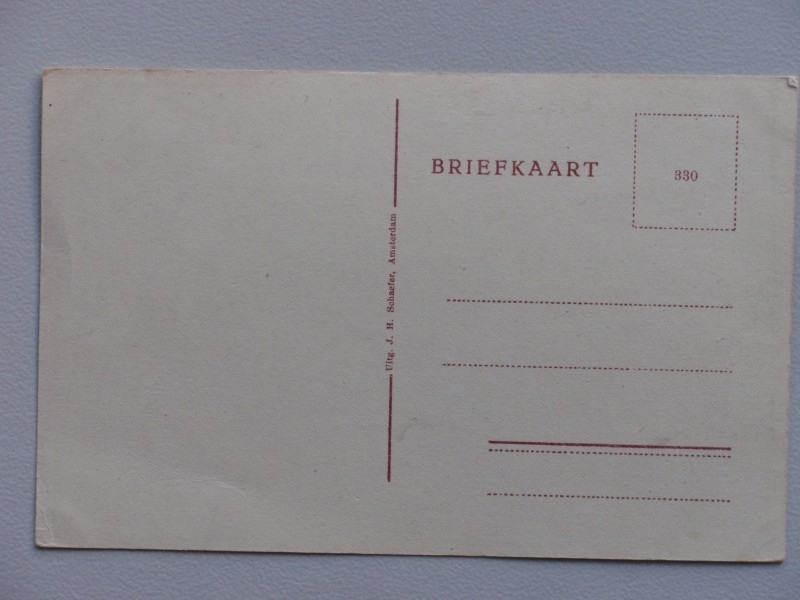 BRIEFKAART
330
Uitg. J. H. Schaefer, Amsterdam